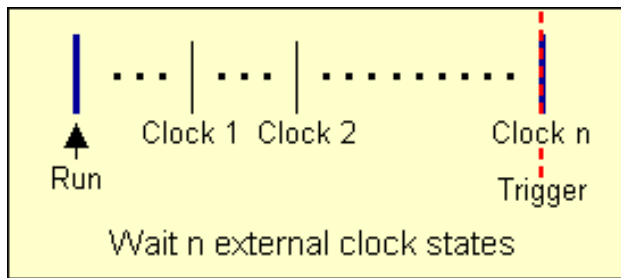 Clock 1 Clock 2 Clock n
Run
Trigger
Wait n external clock states